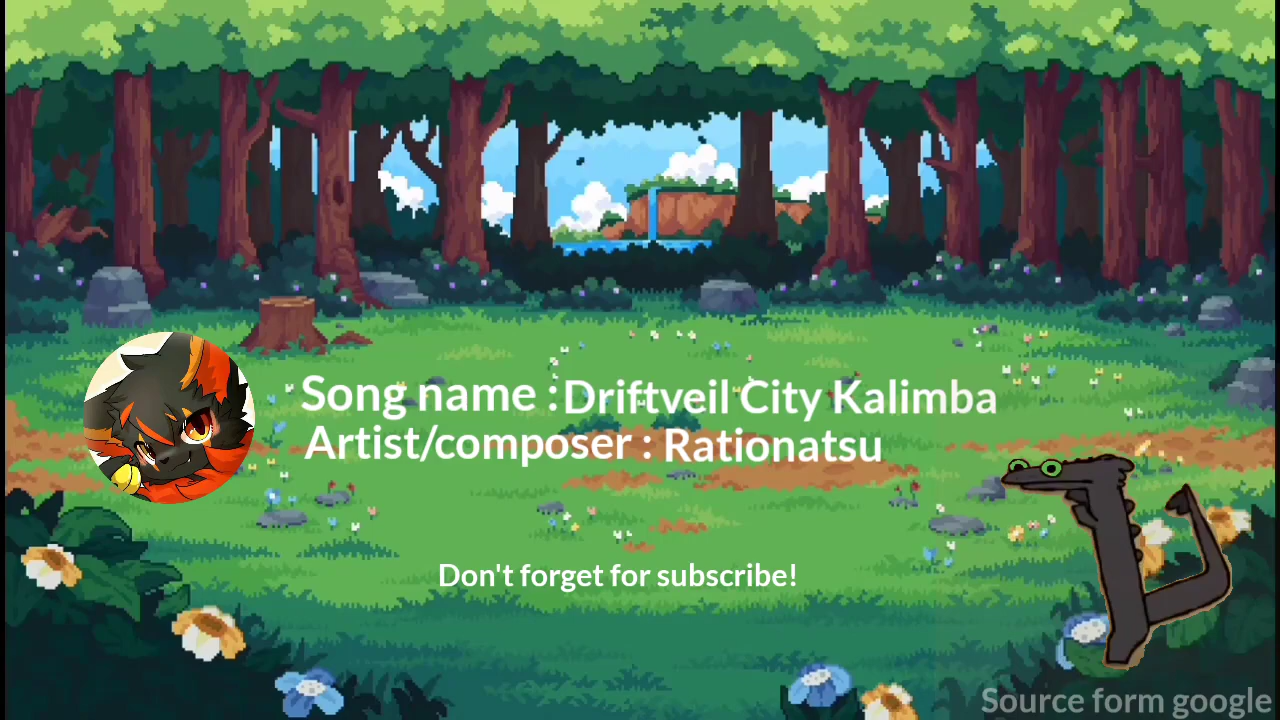 Song name : Driftveil City Kalimba
Artist/composer : Rationatsu
Don't forget for subscribe!
Source form google